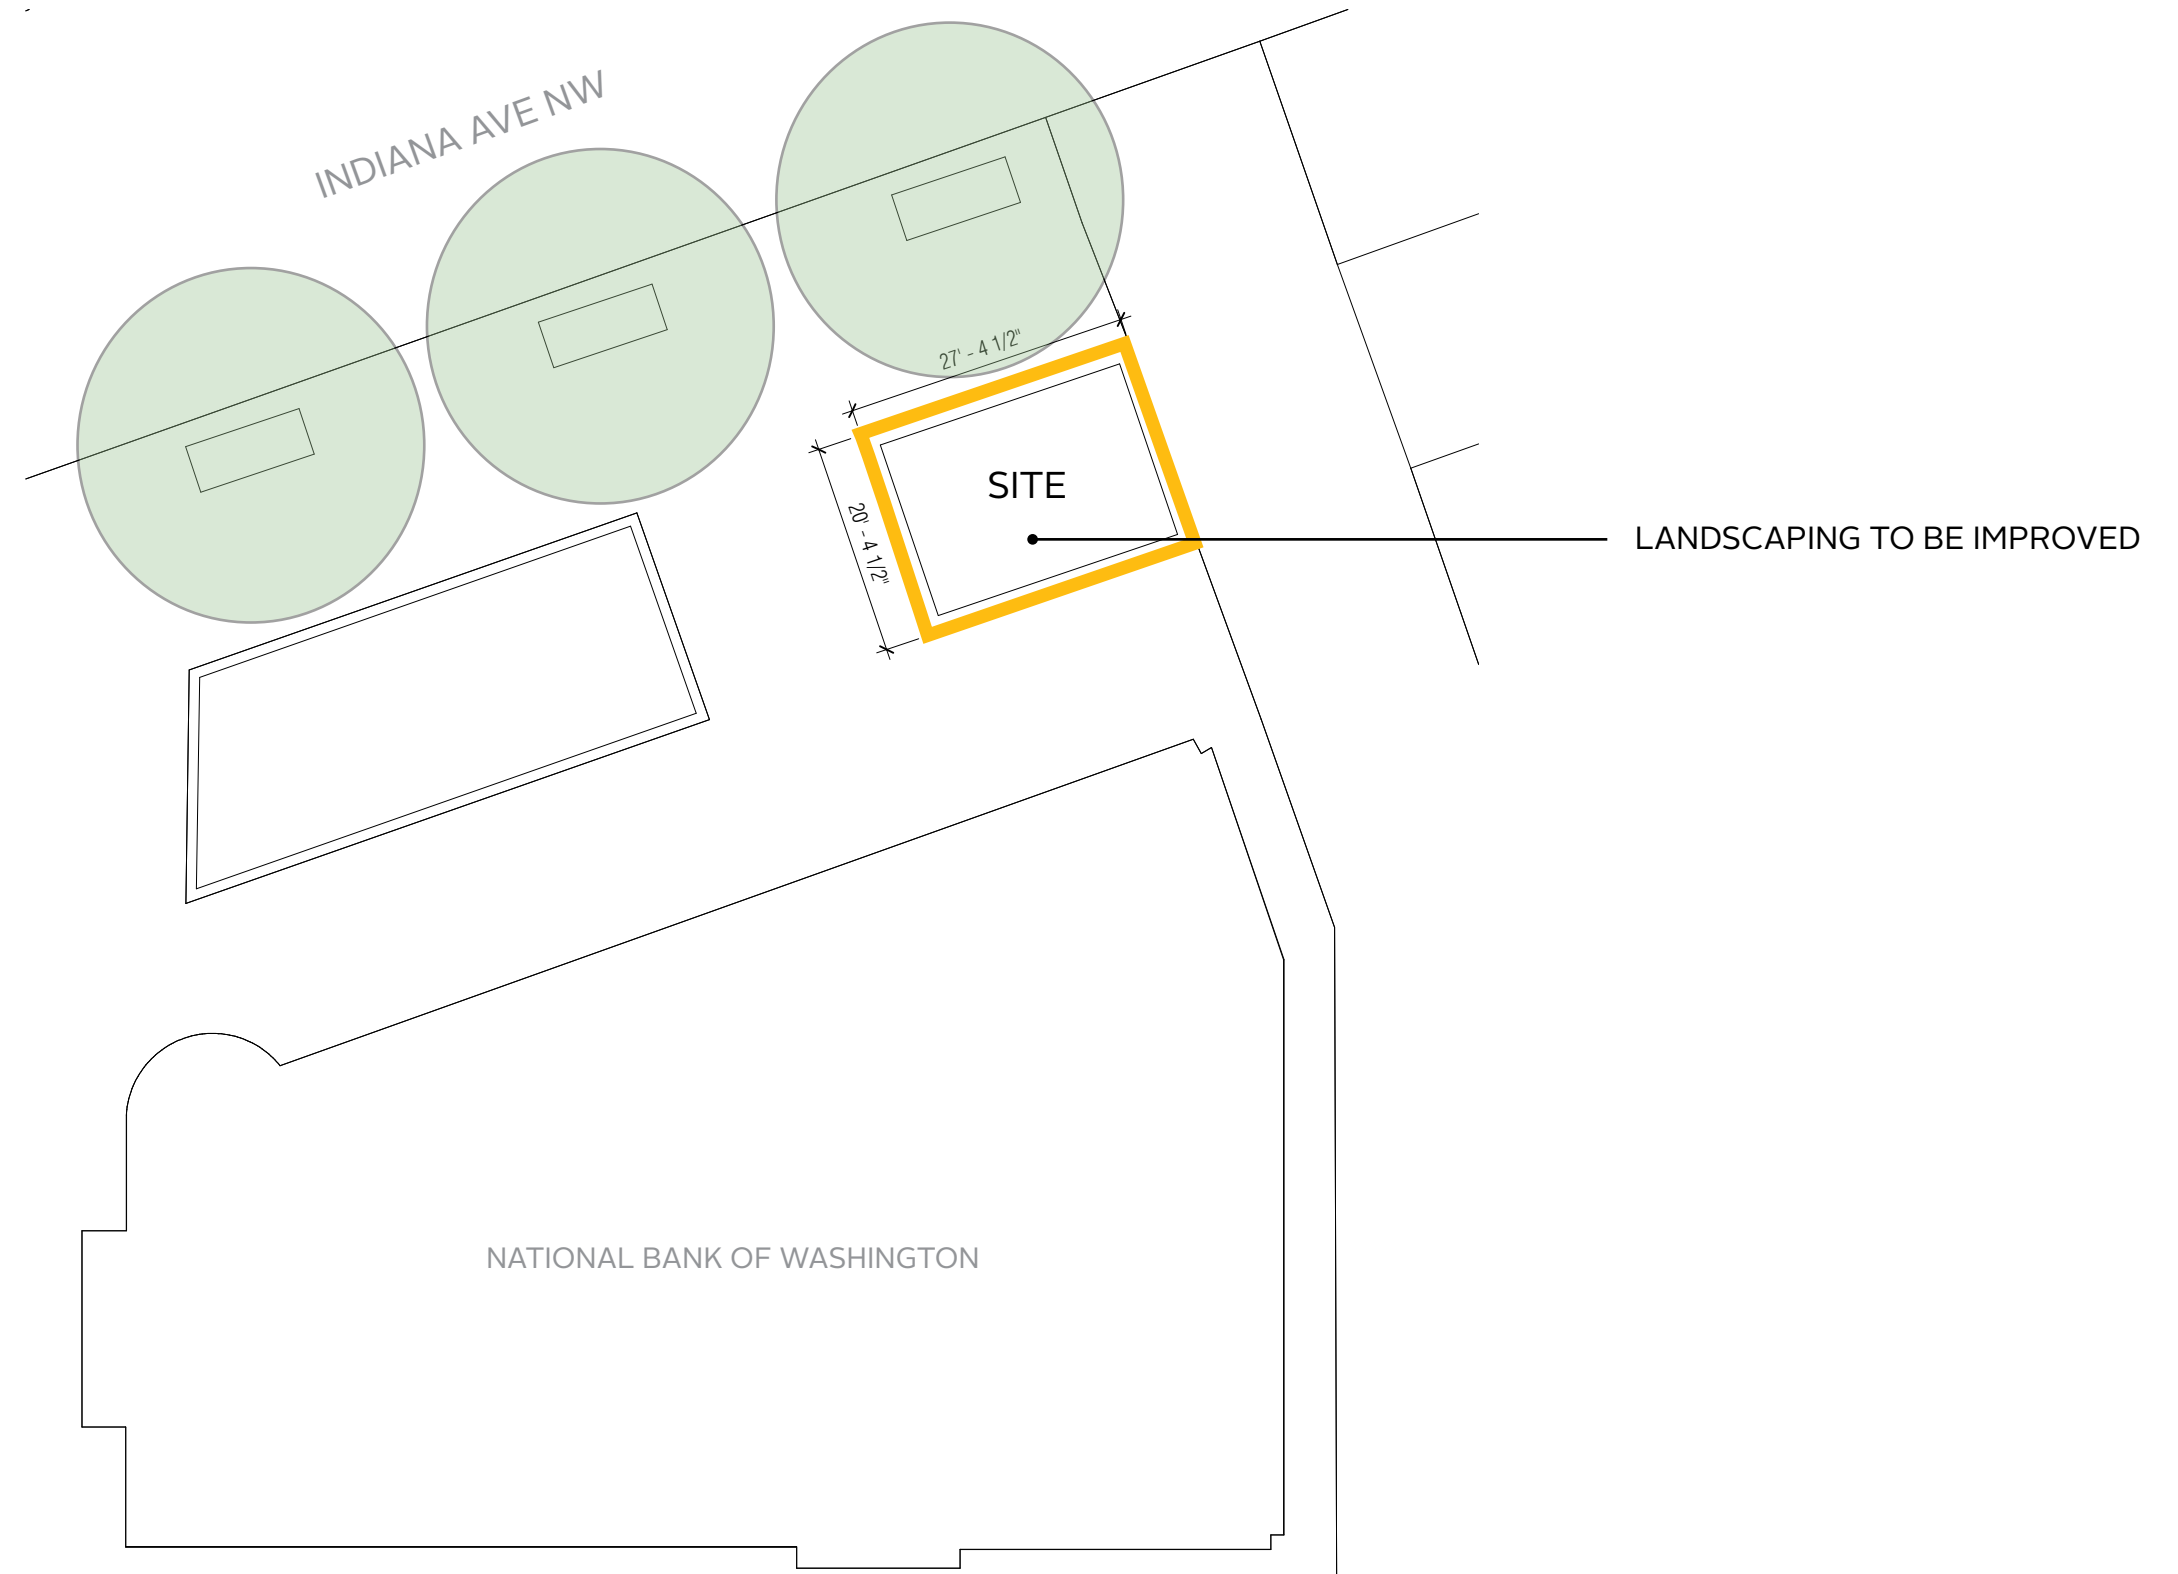 INDIANA AVE NW
27' - 4 1/2"
SITE
20' - 4 1/2"
LANDSCAPING TO BE IMPROVED
NATIONAL BANK OF WASHINGTON